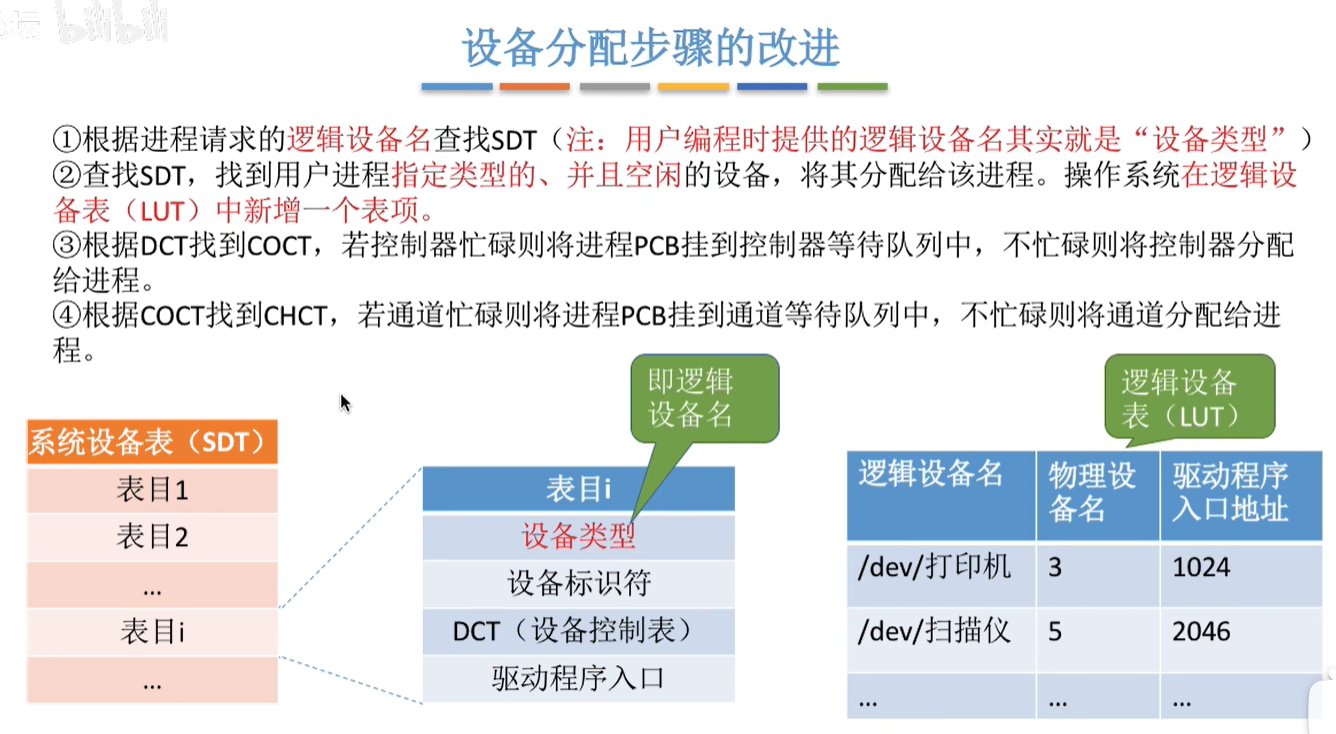 bilibili
设备分配步骤的改进
①根据进程请求的逻辑设备名查找SDT（注：用户编程时提供的逻辑设备名其实就是“设备类型”）
②查找SDT，找到用户进程指定类型的、并且空闲的设备，将其分配给该进程。操作系统在逻辑设
备表（LUT）中新增一个表项。
③根据DCT找到COCT，若控制器忙碌则将进程PCB挂到控制器等待队列中，不忙碌则将控制器分配
给进程。
④根据COCT找到CHCT，若通道忙碌则将进程PCB挂到通道等待队列中，不忙碌则将通道分配给进
程。
系统设备表（SDT）
表目1
表目2
...
表目i
...
即逻辑
设备名
表目i
设备类型
设备标识符
DCT（设备控制表）
驱动程序入口
逻辑设备
表（LUT）
逻辑设备名 物理设备名 驱动程序入口地址
/dev/打印机 3 1024
/dev/扫描仪 5 2046
... ... ...